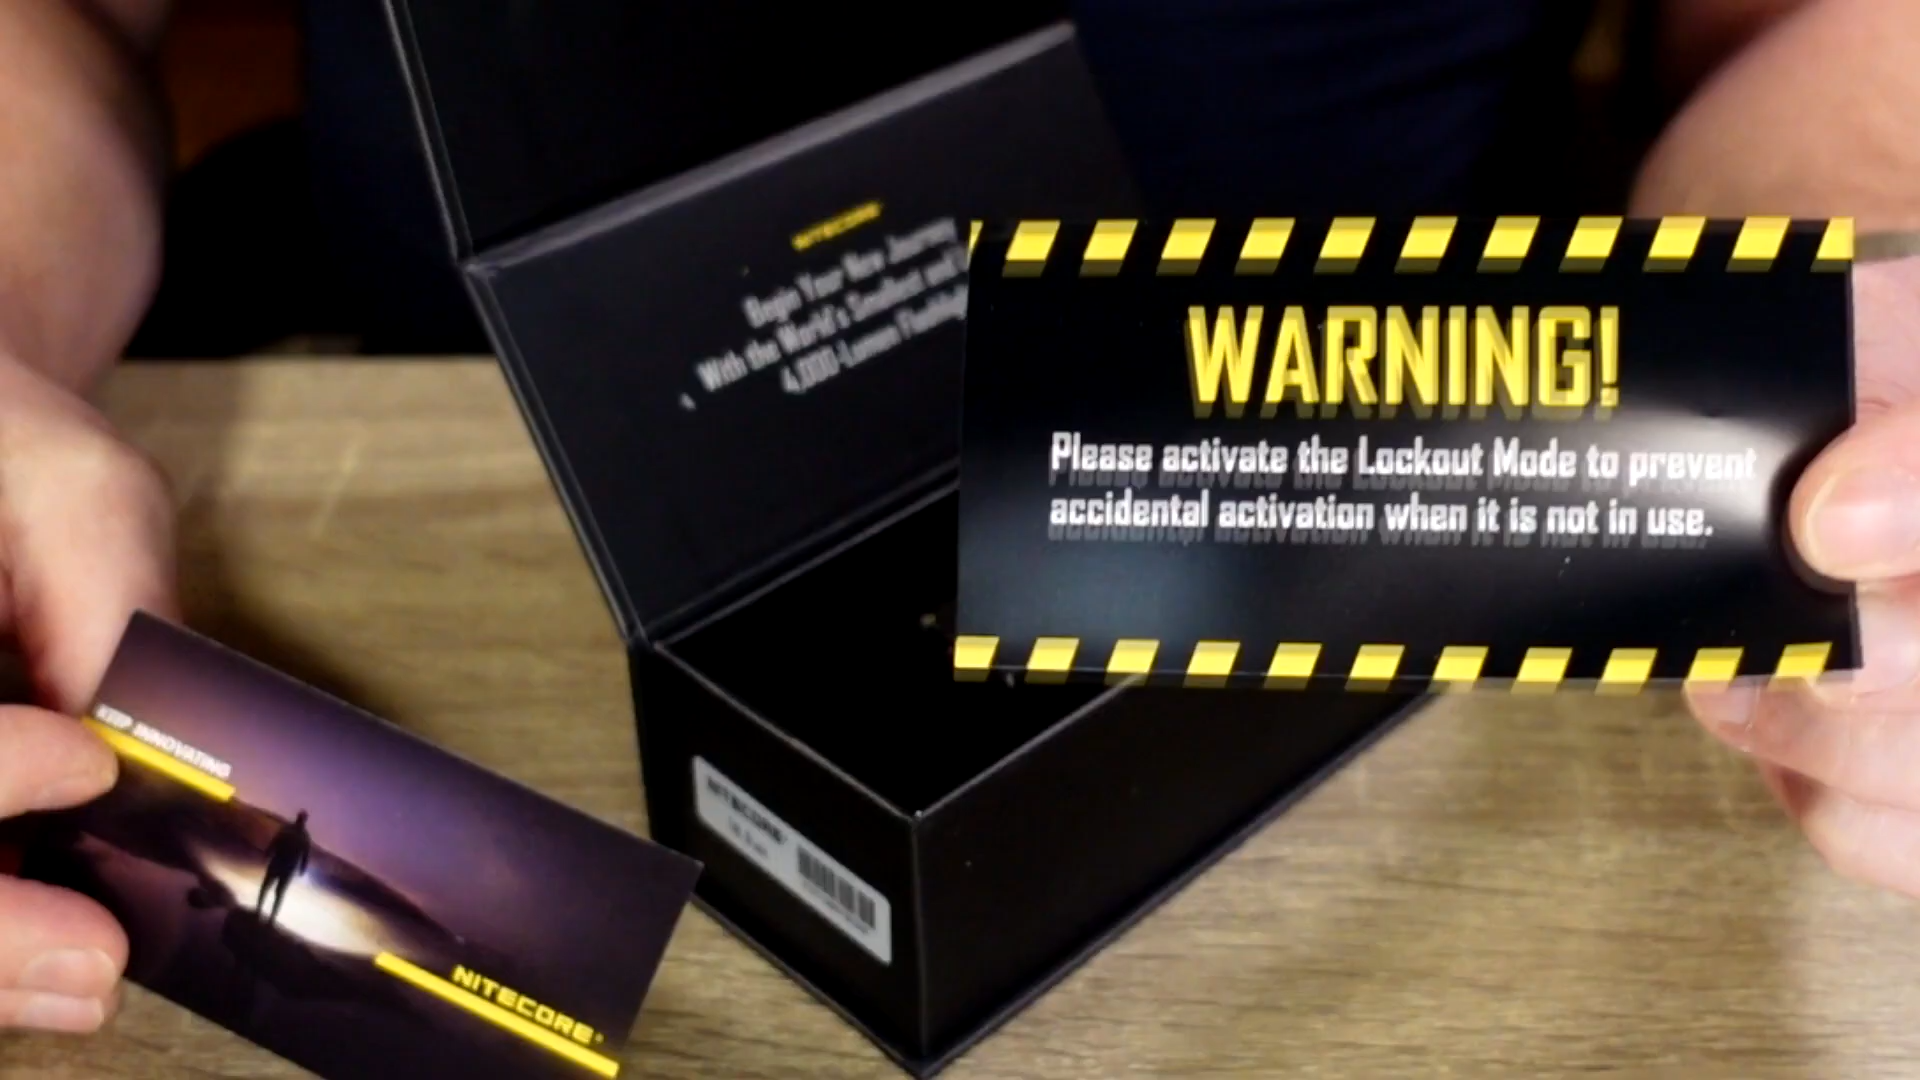 NITECORE
Begin Your New Journey
With the World's Smallest and
4,000-Lumen
WARNING!
Please activate the Lockout Mode to prevent
accidental activation when it is not in use.
KEEP INNOVATING
NITECORE
NITECORE